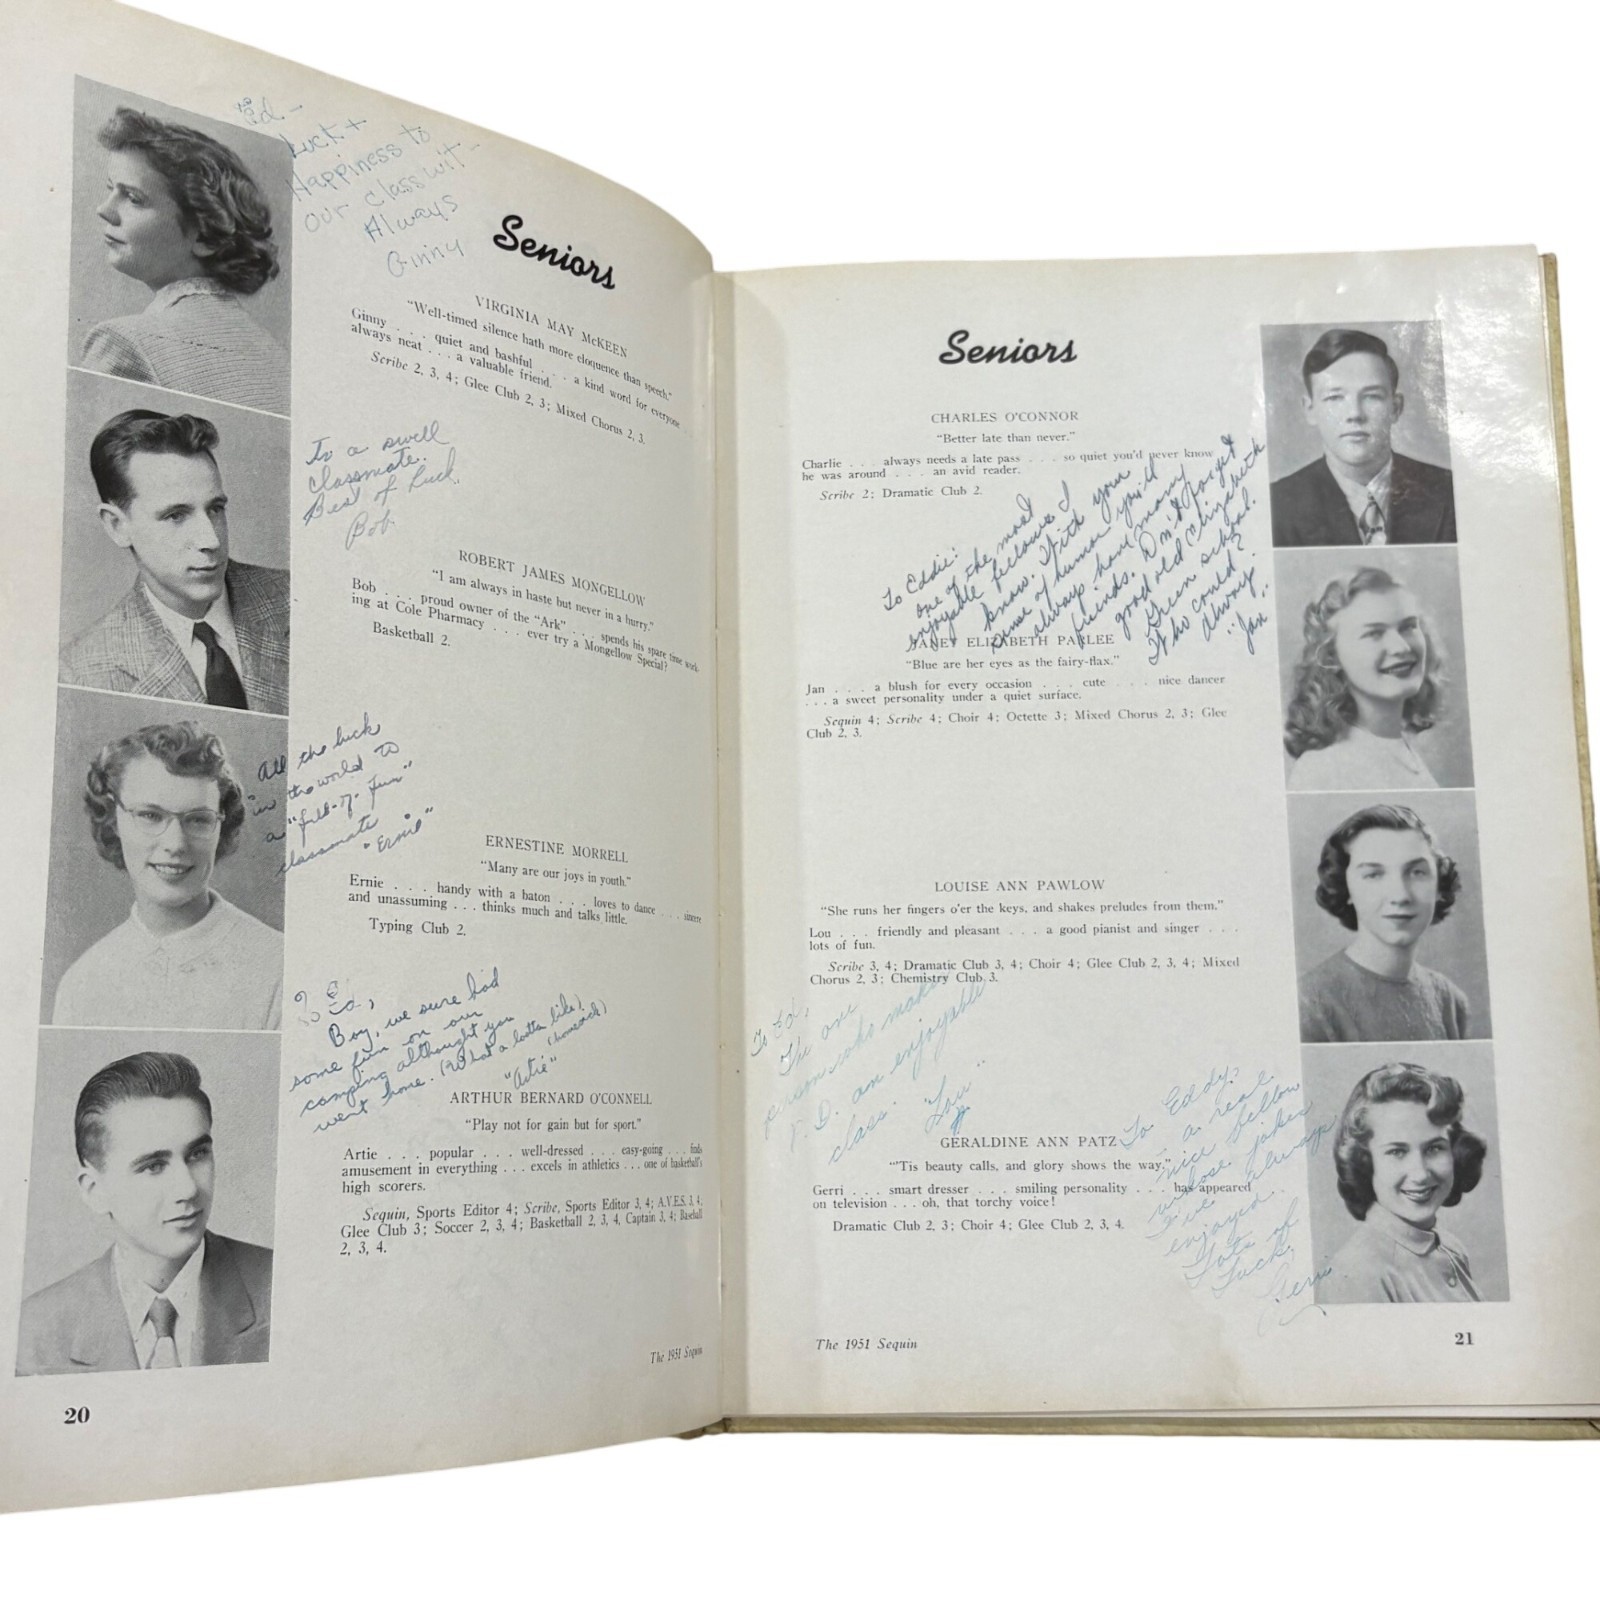 Ed-
Luck +
Happiness to
our class wit-
Always
Ginny
Seniors
VIRGINIA MAY McKEEN
"Well-timed silence hath more eloquence than speech."
Ginny . . . quiet and bashful . . . a kind word for everyone
always neat . . . a valuable friend.
Scribe 2, 3, 4; Glee Club 2, 3; Mixed Chorus 2, 3.
To a swell
classmate.
Best of Luck.
Bob
ROBERT JAMES MONGELLOW
"I am always in haste but never in a hurry."
Bob . . . proud owner of the "Ark" . . . spends his spare time work-
ing at Cole Pharmacy . . . ever try a Mongellow Special?
Basketball 2.
All the luck
in the world to
a "full-of-fun"
classmate
"Ernie"
ERNESTINE MORRELL
"Many are our joys in youth."
Ernie . . . handy with a baton . . . loves to dance . . . sincere
and unassuming . . . thinks much and talks little.
Typing Club 2.
To Ed,
Boy, we sure had
some fun on our
camping althought you
went home. (What a lotta like!)
(homesick)
"Artie"
ARTHUR BERNARD O'CONNELL
"Play not for gain but for sport."
Artie . . . popular . . . well-dressed . . . easy-going . . . finds
amusement in everything . . . excels in athletics . . . one of basketball's
high scorers.
Sequin, Sports Editor 4; Scribe, Sports Editor 3, 4; A.V.E.S. 3, 4,
Glee Club 3; Soccer 2, 3, 4; Basketball 2, 3, 4, Captain 3, 4; Baseball
2, 3, 4.
The 1951 Sequin
20
Seniors
CHARLES O'CONNOR
"Better late than never."
Charlie . . . always needs a late pass . . . so quiet you'd never know
he was around . . . an avid reader.
Scribe 2; Dramatic Club 2.
To Eddie:
one of the most
enjoyable fellows I
know. With your
sense of humor you'll
always have many
friends. Don't forget
good old Elizabeth
Green school.
Who could?
Always,
"Jan"
JANET ELIZABETH PARLEE
"Blue are her eyes as the fairy-flax."
Jan . . . a blush for every occasion . . . cute . . . nice dancer
. . . a sweet personality under a quiet surface.
Sequin 4; Scribe 4; Choir 4; Octette 3; Mixed Chorus 2, 3; Glee
Club 2, 3.
LOUISE ANN PAWLOW
"She runs her fingers o'er the keys, and shakes preludes from them."
Lou . . . friendly and pleasant . . . a good pianist and singer . . .
lots of fun.
Scribe 3, 4; Dramatic Club 3, 4; Choir 4; Glee Club 2, 3, 4; Mixed
Chorus 2, 3; Chemistry Club 3.
To Ed,
The one
person who makes
P.D. an enjoyable
class.
"Lou"
GERALDINE ANN PATZ
"'Tis beauty calls, and glory shows the way."
Gerri . . . smart dresser . . . smiling personality . . . has appeared
on television . . . oh, that torchy voice!
Dramatic Club 2, 3; Choir 4; Glee Club 2, 3, 4.
To Eddy,
a real
nice fellow
whose jokes
I've always
enjoyed.
Lots of
Luck,
Gerri
The 1951 Sequin
21